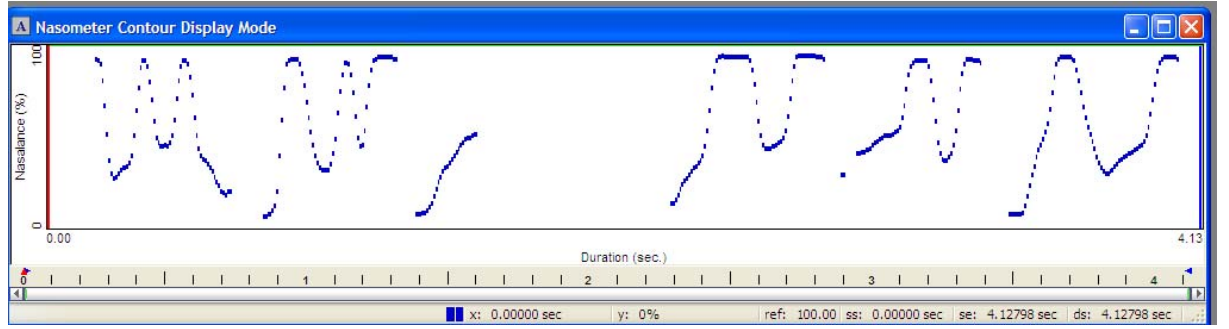 A Nasometer Contour Display Mode
100
Nasalance (%)
0
0.00 4.13
Duration (sec.)
0 1 2 3 4
x: 0.00000 sec y: 0% ref: 100.00 ss: 0.00000 sec se: 4.12798 sec ds: 4.12798 sec